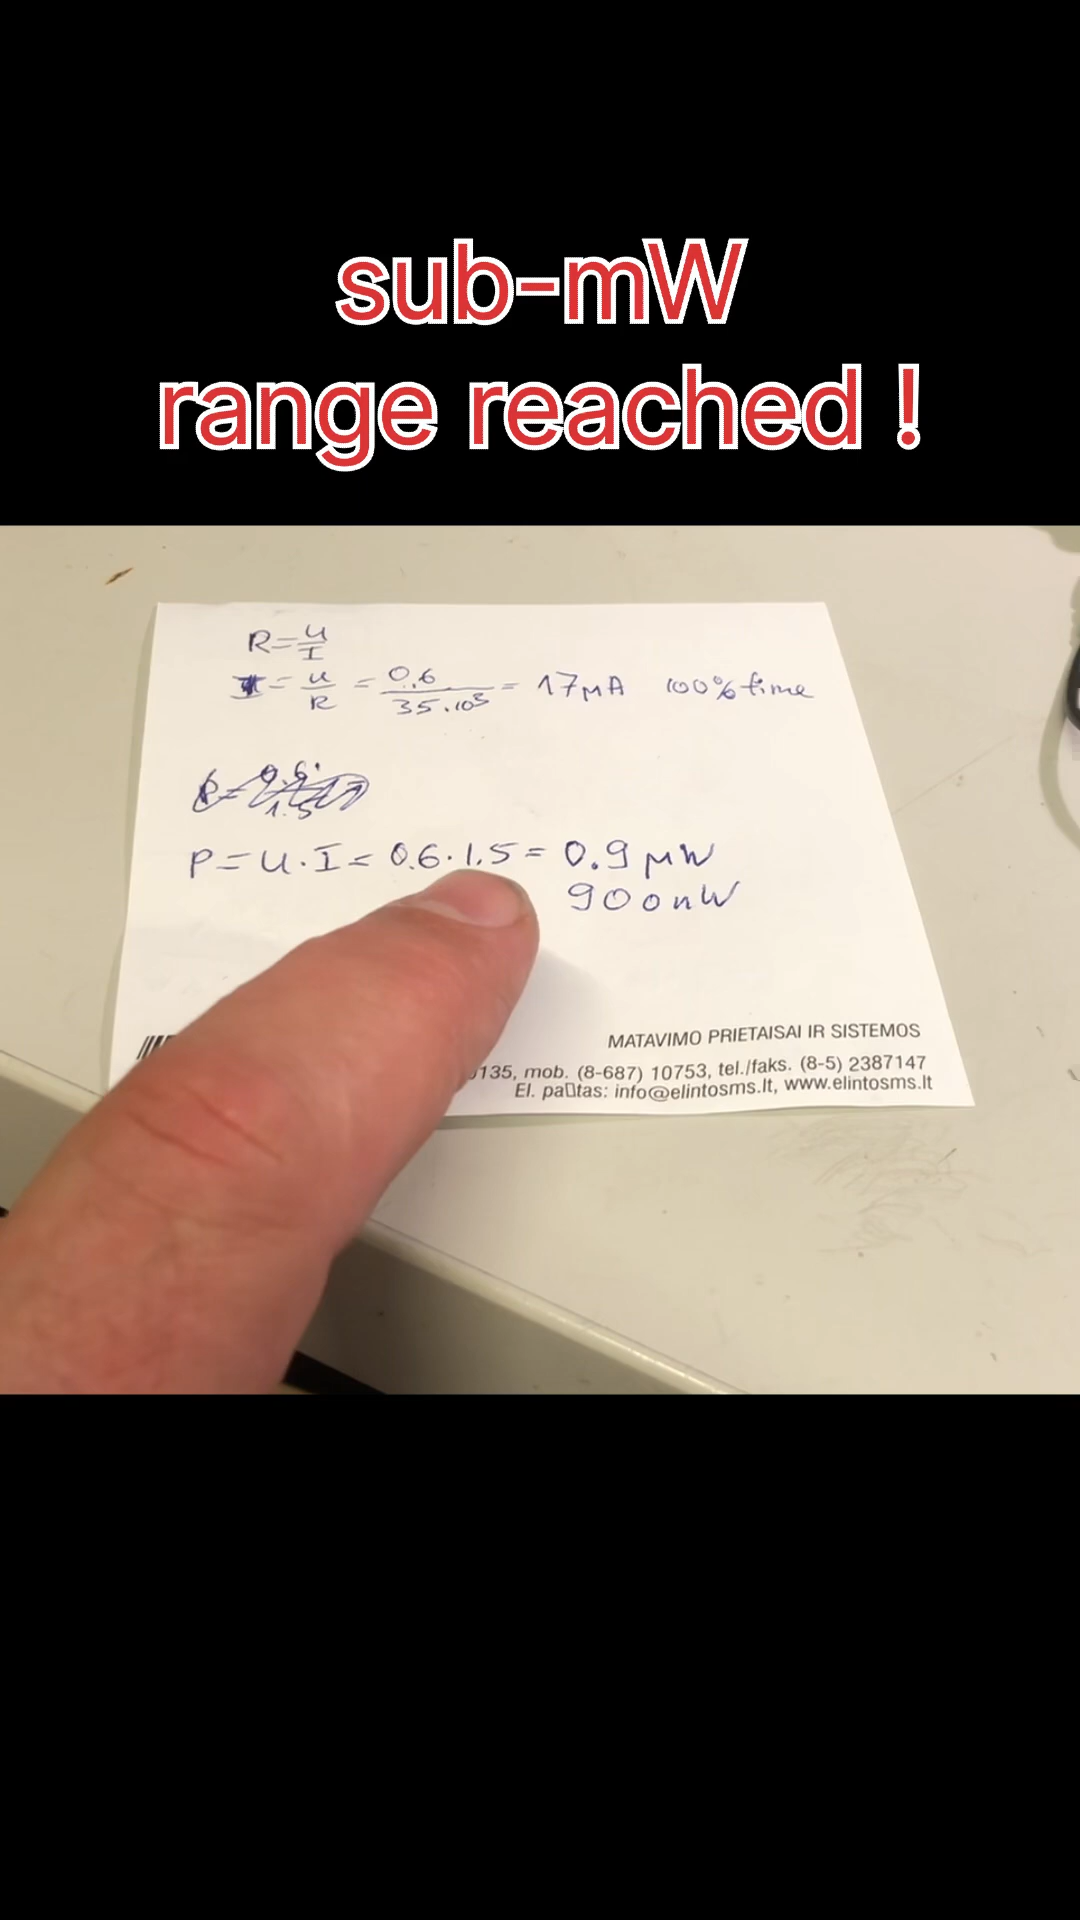 sub-mW
range reached !
R=U/I
I=U/R=0.6/35.10³=17μA 100% time
P=U.I=0.6.1.5=0.9μW
900nW
MATAVIMO PRIETAISAI IR SISTEMOS
135, mob. (8-687) 10753, tel./faks. (8-5) 2387147
El. pa▯tas: info@elintosms.lt, www.elintosms.lt